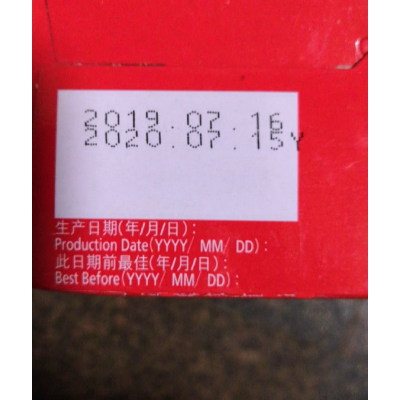 2019.07.16
2020.07.15Y
生产日期(年/月/日):
Production Date(YYYY/ MM/ DD):
此日期前最佳(年/月/日):
Best Before(YYYY/ MM/ DD):